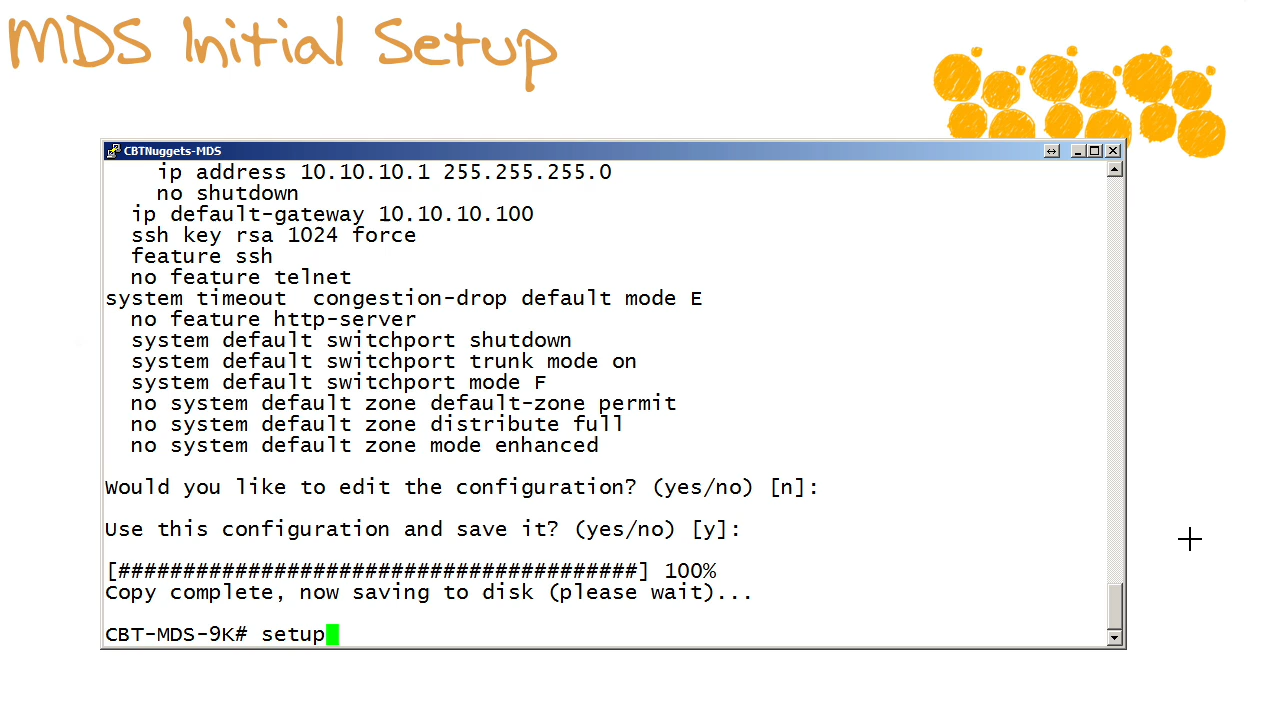 MDS Initial Setup
CBTNuggets-MDS
ip address 10.10.10.1 255.255.255.0
no shutdown
ip default-gateway 10.10.10.100
ssh key rsa 1024 force
feature ssh
no feature telnet
system timeout  congestion-drop default mode E
no feature http-server
system default switchport shutdown
system default switchport trunk mode on
system default switchport mode F
no system default zone default-zone permit
no system default zone distribute full
no system default zone mode enhanced
Would you like to edit the configuration? (yes/no) [n]:
Use this configuration and save it? (yes/no) [y]:
[########################################] 100%
Copy complete, now saving to disk (please wait)...
CBT-MDS-9K# setup